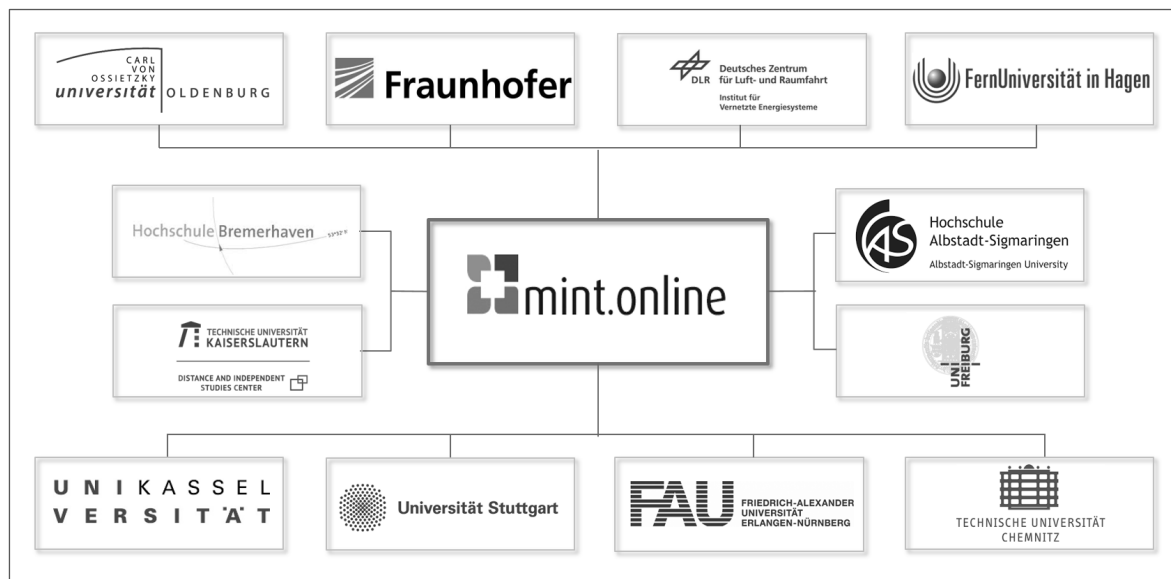 CARL
VON
OSSIETZKY
universität OLDENBURG
Fraunhofer
DLR
Deutsches Zentrum
für Luft- und Raumfahrt
Institut für
Vernetzte Energiesysteme
FernUniversität in Hagen
Hochschule Bremerhaven
AS
Hochschule
Albstadt-Sigmaringen
Albstadt-Sigmaringen University
mint.online
TECHNISCHE UNIVERSITÄT
KAISERSLAUTERN
DISTANCE AND INDEPENDENT
STUDIES CENTER
UNI
FREIBURG
UNIKASSEL
VERSITÄT
Universität Stuttgart
FAU
FRIEDRICH-ALEXANDER
UNIVERSITÄT
ERLANGEN-NÜRNBERG
TECHNISCHE UNIVERSITÄT
CHEMNITZ